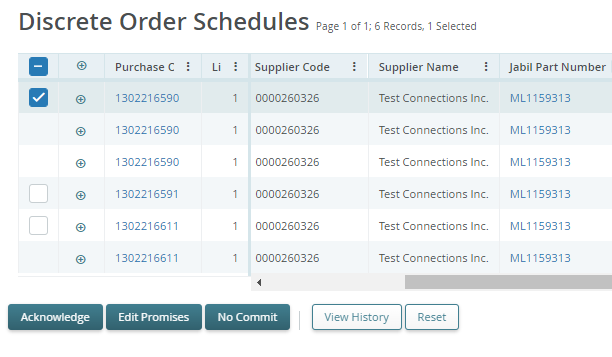 Discrete Order Schedules Page 1 of 1; 6 Records, 1 Selected
Purchase C Li Supplier Code Supplier Name Jabil Part Number
1302216590 1 0000260326 Test Connections Inc. ML1159313
1302216590 1 0000260326 Test Connections Inc. ML1159313
1302216590 1 0000260326 Test Connections Inc. ML1159313
1302216591 1 0000260326 Test Connections Inc. ML1159313
1302216611 1 0000260326 Test Connections Inc. ML1159313
1302216611 1 0000260326 Test Connections Inc. ML1159313
Acknowledge Edit Promises No Commit View History Reset